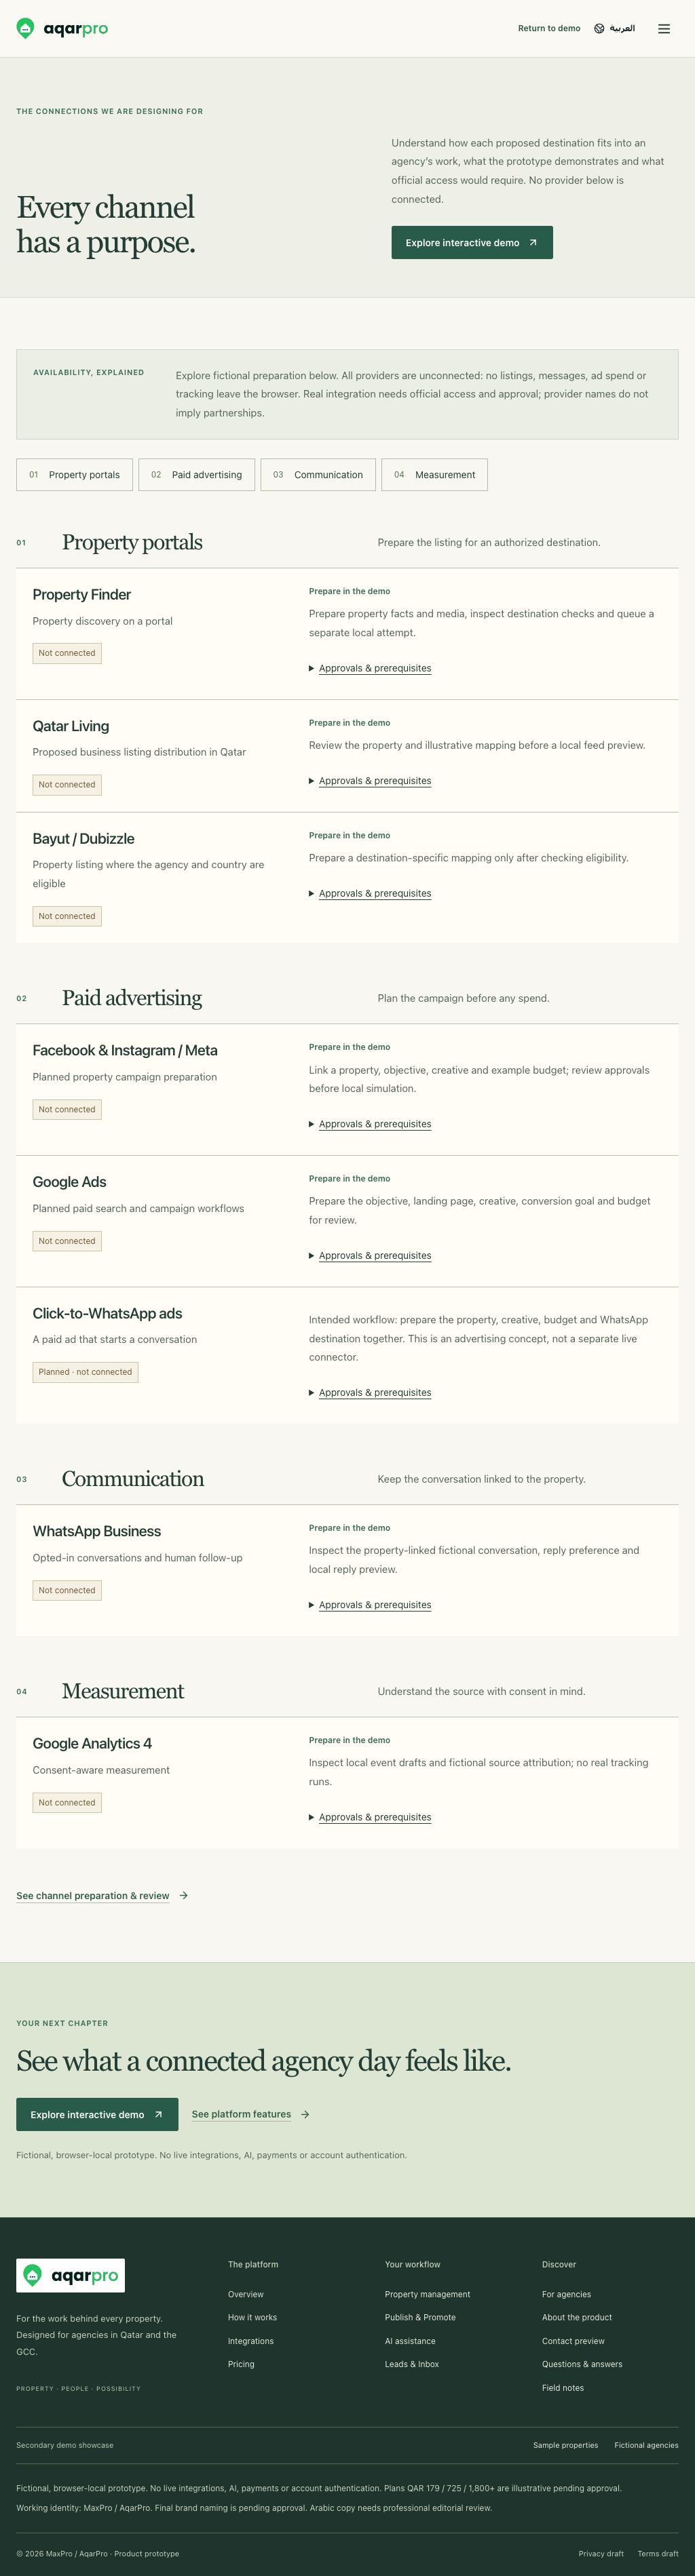 aqarpro
Return to demo
العربية
THE CONNECTIONS WE ARE DESIGNING FOR
Every channel
has a purpose.
Understand how each proposed destination fits into an
agency's work, what the prototype demonstrates and what
official access would require. No provider below is
connected.
Explore interactive demo
AVAILABILITY, EXPLAINED
Explore fictional preparation below. All providers are unconnected: no listings, messages, ad spend or
tracking leave the browser. Real integration needs official access and approval; provider names do not
imply partnerships.
01 Property portals
02 Paid advertising
03 Communication
04 Measurement
01 Property portals
Prepare the listing for an authorized destination.
Property Finder
Property discovery on a portal
Not connected
Prepare in the demo
Prepare property facts and media, inspect destination checks and queue a
separate local attempt.
Approvals & prerequisites
Qatar Living
Proposed business listing distribution in Qatar
Not connected
Prepare in the demo
Review the property and illustrative mapping before a local feed preview.
Approvals & prerequisites
Bayut / Dubizzle
Property listing where the agency and country are
eligible
Not connected
Prepare in the demo
Prepare a destination-specific mapping only after checking eligibility.
Approvals & prerequisites
02 Paid advertising
Plan the campaign before any spend.
Facebook & Instagram / Meta
Planned property campaign preparation
Not connected
Prepare in the demo
Link a property, objective, creative and example budget; review approvals
before local simulation.
Approvals & prerequisites
Google Ads
Planned paid search and campaign workflows
Not connected
Prepare in the demo
Prepare the objective, landing page, creative, conversion goal and budget
for review.
Approvals & prerequisites
Click-to-WhatsApp ads
A paid ad that starts a conversation
Planned · not connected
Intended workflow: prepare the property, creative, budget and WhatsApp
destination together. This is an advertising concept, not a separate live
connector.
Approvals & prerequisites
03 Communication
Keep the conversation linked to the property.
WhatsApp Business
Opted-in conversations and human follow-up
Not connected
Prepare in the demo
Inspect the property-linked fictional conversation, reply preference and
local reply preview.
Approvals & prerequisites
04 Measurement
Understand the source with consent in mind.
Google Analytics 4
Consent-aware measurement
Not connected
Prepare in the demo
Inspect local event drafts and fictional source attribution; no real tracking
runs.
Approvals & prerequisites
See channel preparation & review
YOUR NEXT CHAPTER
See what a connected agency day feels like.
Explore interactive demo
See platform features
Fictional, browser-local prototype. No live integrations, AI, payments or account authentication.
aqarpro
For the work behind every property.
Designed for agencies in Qatar and the
GCC.
PROPERTY · PEOPLE · POSSIBILITY
The platform
Overview
How it works
Integrations
Pricing
Your workflow
Property management
Publish & Promote
AI assistance
Leads & Inbox
Discover
For agencies
About the product
Contact preview
Questions & answers
Field notes
Secondary demo showcase
Sample properties
Fictional agencies
Fictional, browser-local prototype. No live integrations, AI, payments or account authentication. Plans QAR 179 / 725 / 1,800+ are illustrative pending approval.
Working identity: MaxPro / AqarPro. Final brand naming is pending approval. Arabic copy needs professional editorial review.
© 2026 MaxPro / AqarPro · Product prototype
Privacy draft
Terms draft